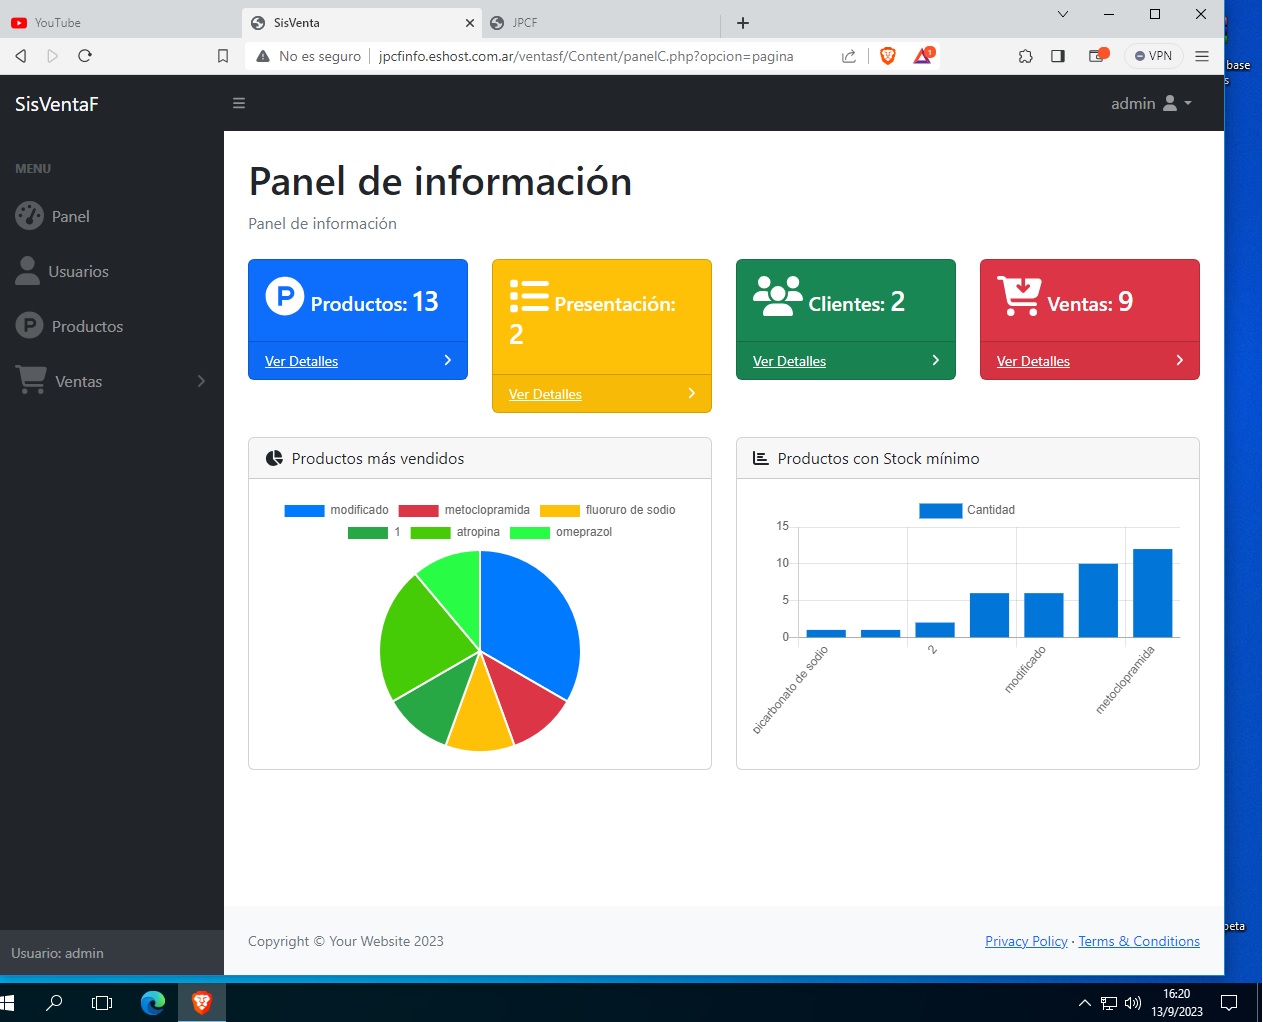 YouTube
SisVenta
JPCF
No es seguro
jpcfinfo.eshost.com.ar/ventasf/Content/panelC.php?opcion=pagina
1
VPN
base
s
SisVentaF
admin
MENU
Panel
Usuarios
Productos
Ventas
Panel de información
Panel de información
Productos: 13
Ver Detalles
Presentación:
2
Ver Detalles
Clientes: 2
Ver Detalles
Ventas: 9
Ver Detalles
Productos más vendidos
modificado metoclopramida fluoruro de sodio
1 atropina omeprazol
Productos con Stock mínimo
Cantidad
15
10
5
0
bicarbonato de sodio
2
modificado
metoclopramida
Copyright © Your Website 2023
Privacy Policy · Terms & Conditions
beta
Usuario: admin
16:20
13/9/2023